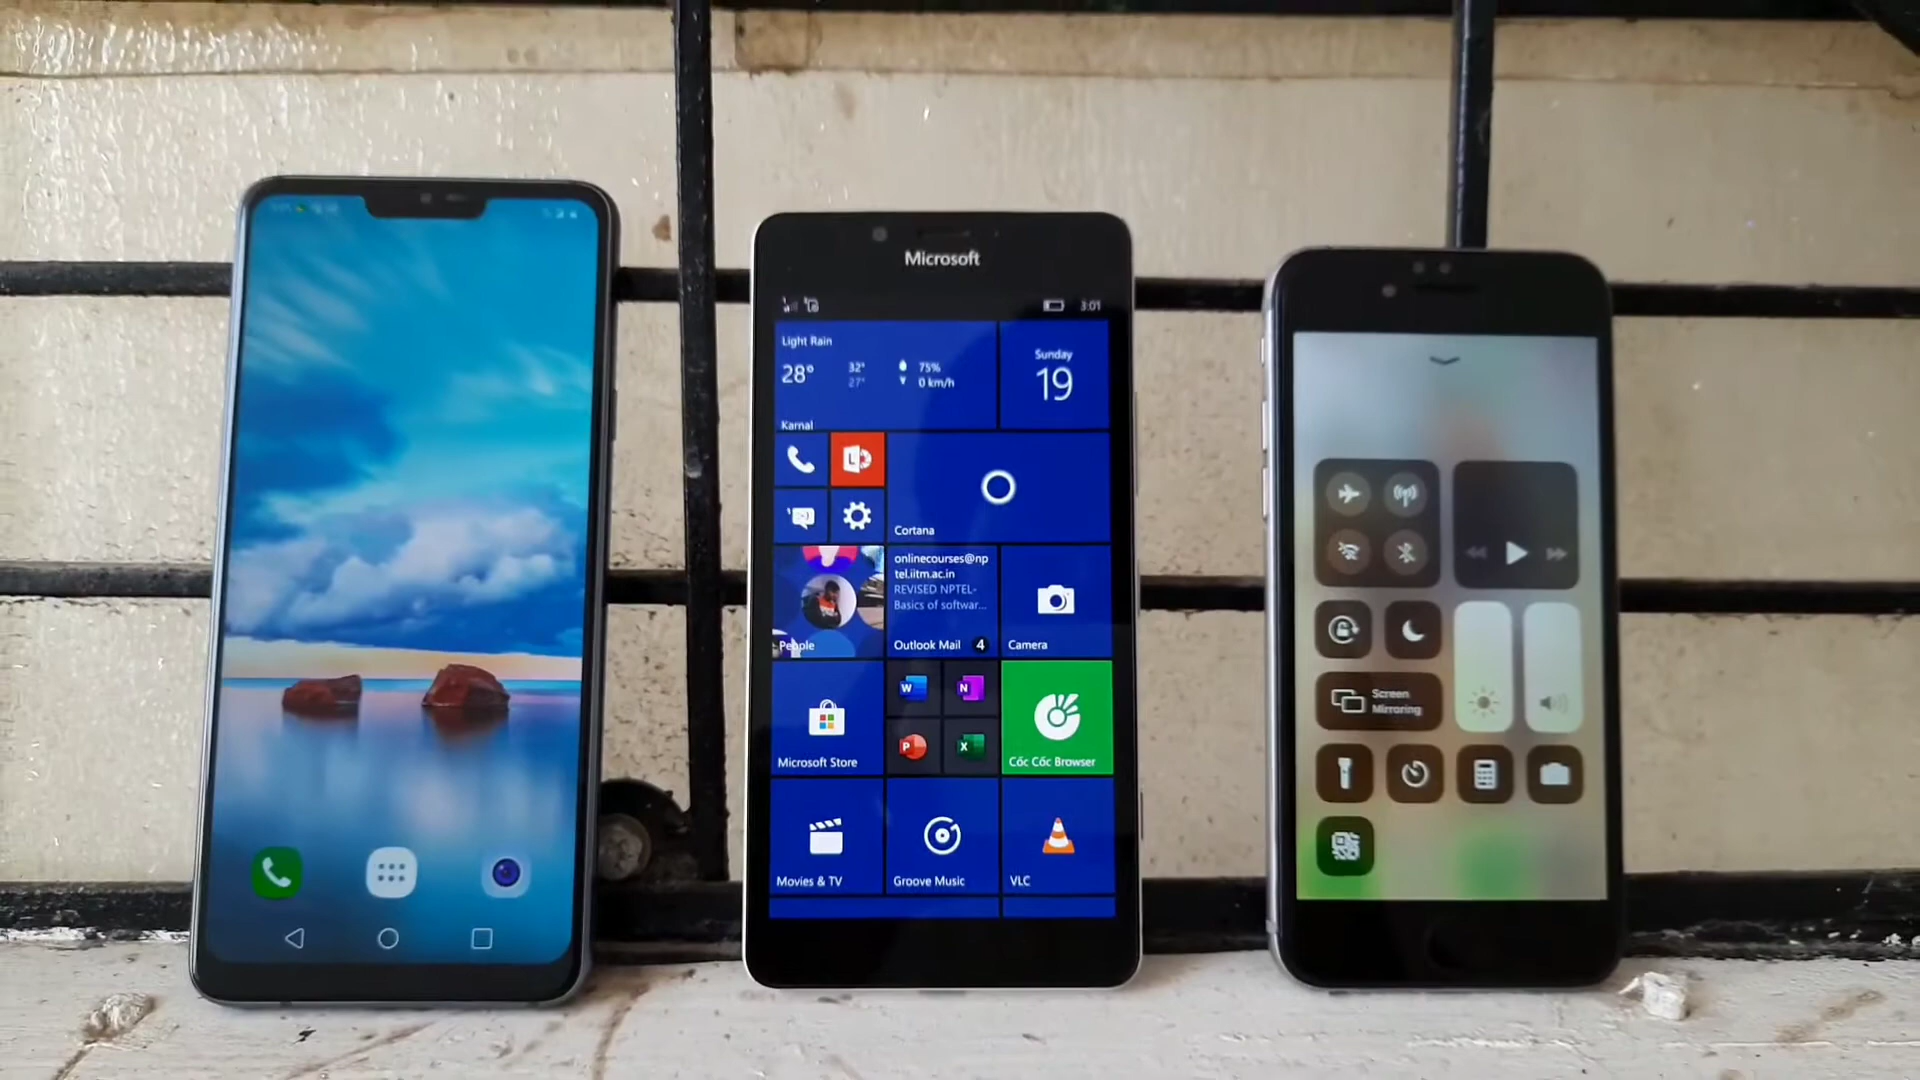 Microsoft
3:01
Light Rain
28° 32° 75%
27° 0 km/h
Karnal
Sunday
19
Cortana
People
onlinecourses@np
tel.iitm.ac.in
REVISED NPTEL-
Basics of softwar...
Outlook Mail 4
Camera
Microsoft Store
W
N
P
X
Cốc Cốc Browser
Movies & TV
Groove Music
VLC
Screen
Mirroring